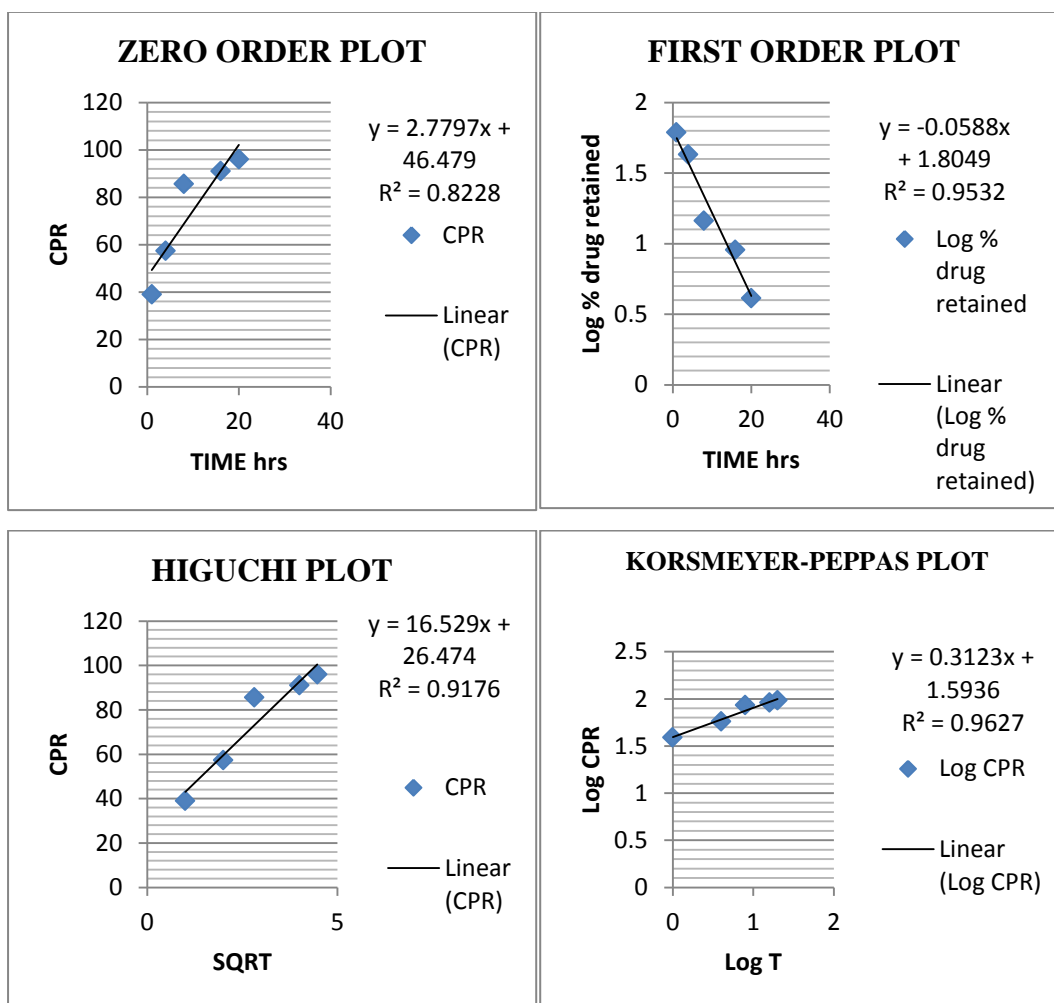 ZERO ORDER PLOT
120
100
80
60
40
20
0
CPR
0 20 40
TIME hrs
y = 2.7797x +
46.479
R² = 0.8228
CPR
Linear
(CPR)
FIRST ORDER PLOT
2
1.5
1
0.5
0
Log % drug retained
0 20 40
TIME hrs
y = -0.0588x
+ 1.8049
R² = 0.9532
Log %
drug
retained
Linear
(Log %
drug
retained)
HIGUCHI PLOT
120
100
80
60
40
20
0
CPR
0 5
SQRT
y = 16.529x +
26.474
R² = 0.9176
CPR
Linear
(CPR)
KORSMEYER-PEPPAS PLOT
2.5
2
1.5
1
0.5
0
Log CPR
0 1 2
Log T
y = 0.3123x +
1.5936
R² = 0.9627
Log CPR
Linear
(Log CPR)